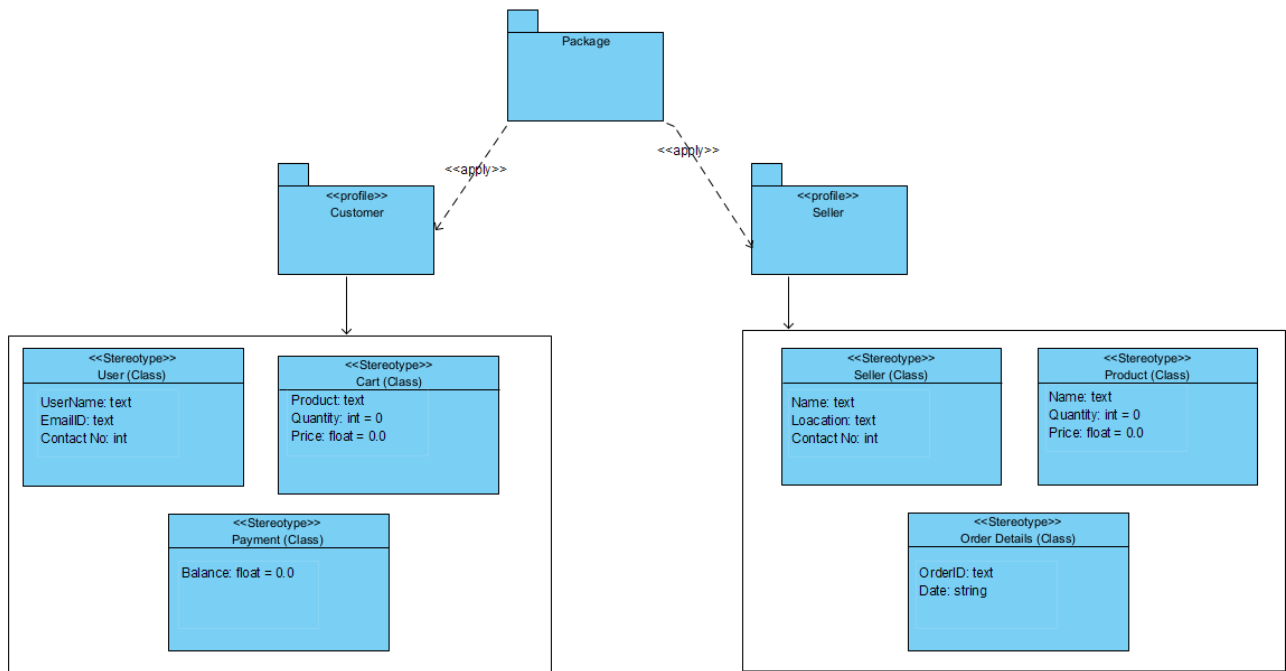 Package
<<apply>>
<<apply>>
<<profile>>
Customer
<<profile>>
Seller
<<Stereotype>>
User (Class)
UserName: text
EmailID: text
Contact No: int
<<Stereotype>>
Cart (Class)
Product: text
Quantity: int = 0
Price: float = 0.0
<<Stereotype>>
Payment (Class)
Balance: float = 0.0
<<Stereotype>>
Seller (Class)
Name: text
Loacation: text
Contact No: int
<<Stereotype>>
Product (Class)
Name: text
Quantity: int = 0
Price: float = 0.0
<<Stereotype>>
Order Details (Class)
OrderID: text
Date: string